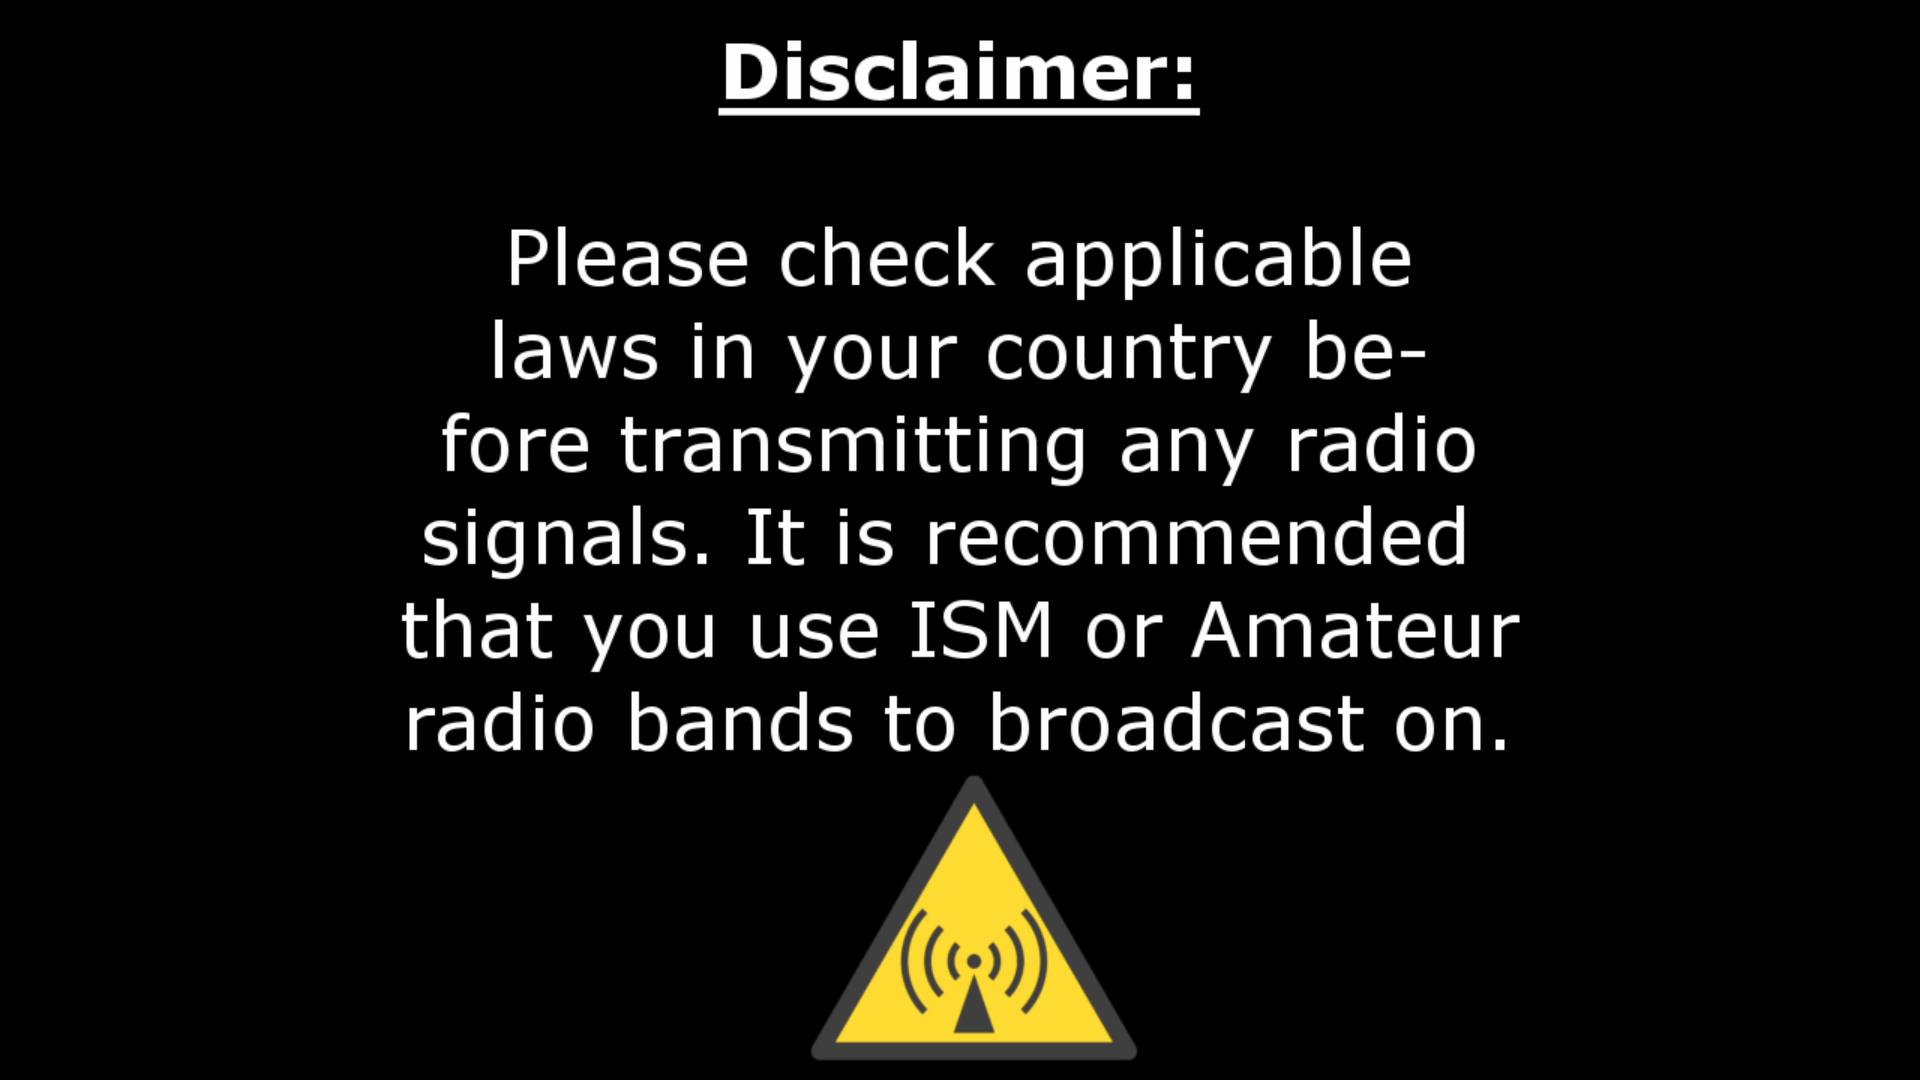 Disclaimer:
Please check applicable
laws in your country be-
fore transmitting any radio
signals. It is recommended
that you use ISM or Amateur
radio bands to broadcast on.